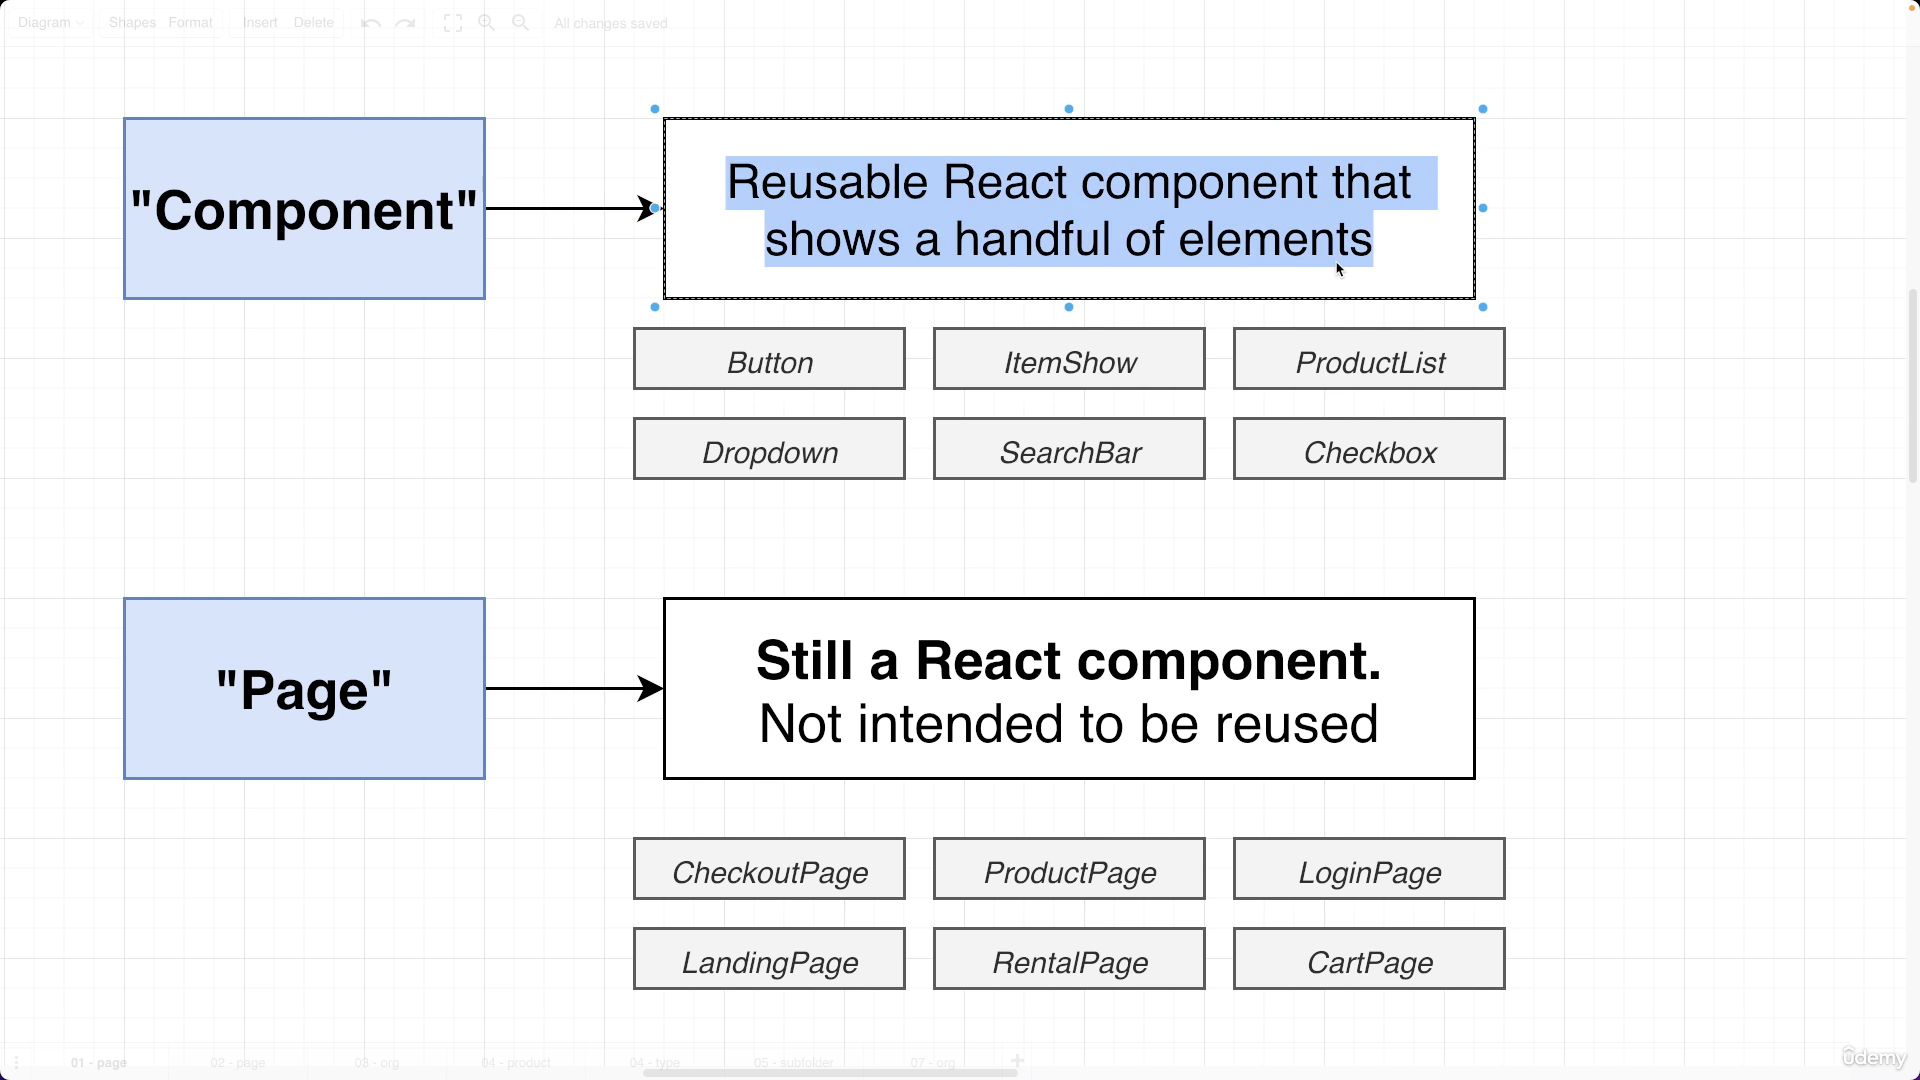 Diagram Shapes Format Insert Delete All changes saved
"Component"
Reusable React component that
shows a handful of elements
Button ItemShow ProductList
Dropdown SearchBar Checkbox
"Page"
Still a React component.
Not intended to be reused
CheckoutPage ProductPage LoginPage
LandingPage RentalPage CartPage
01 - page 02 - page 03 - org 04 - product 04 - type 05 - subfolder 07 - org
ûdemy